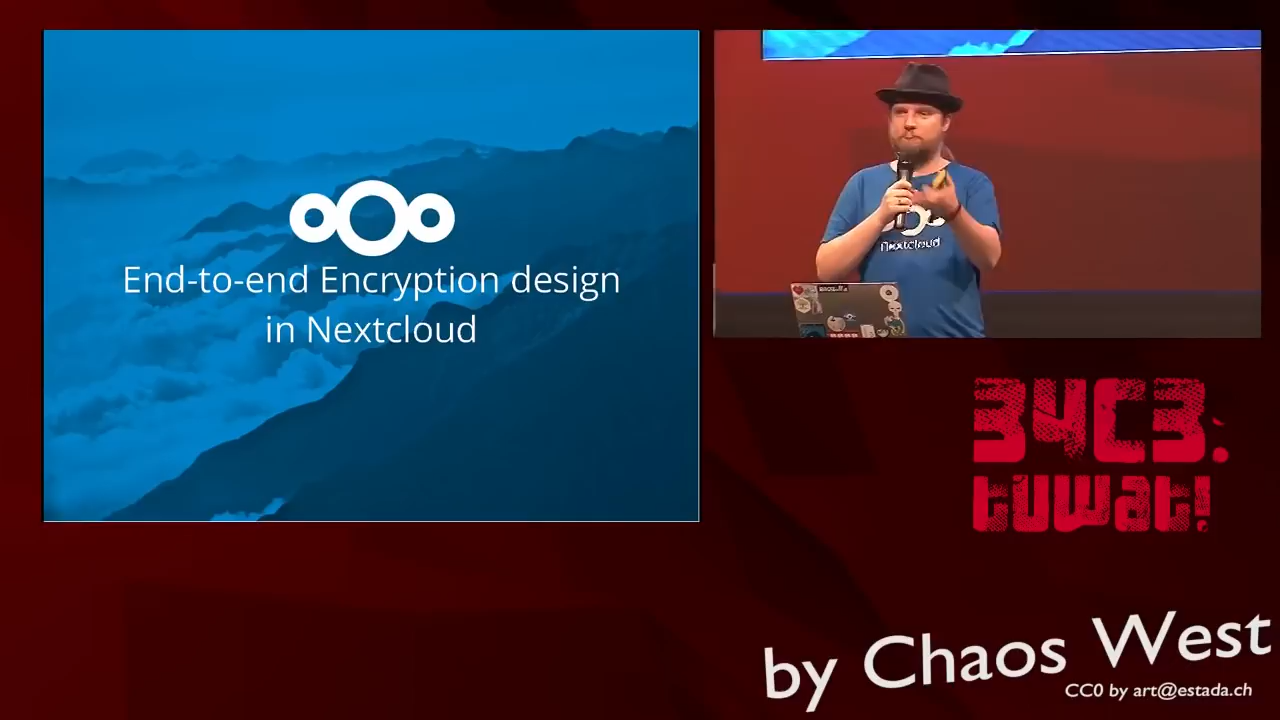 End-to-end Encryption design
in Nextcloud
Nextcloud
34C3:
tuwat!
by Chaos West
CC0 by art@estada.ch